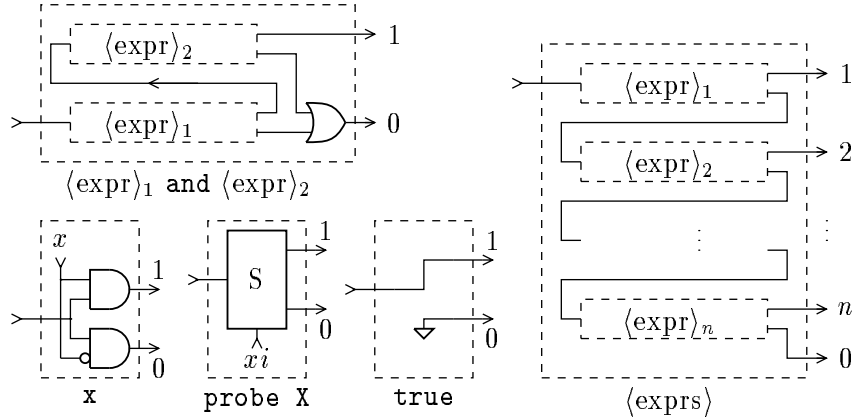 ⟨expr⟩₂
1
⟨expr⟩₁
0
⟨expr⟩₁ and ⟨expr⟩₂
x
1
0
x
S
1
0
xi
probe X
1
0
true
⟨expr⟩₁
1
⟨expr⟩₂
2
⋮
⋮
⟨expr⟩ₙ
n
0
⟨exprs⟩